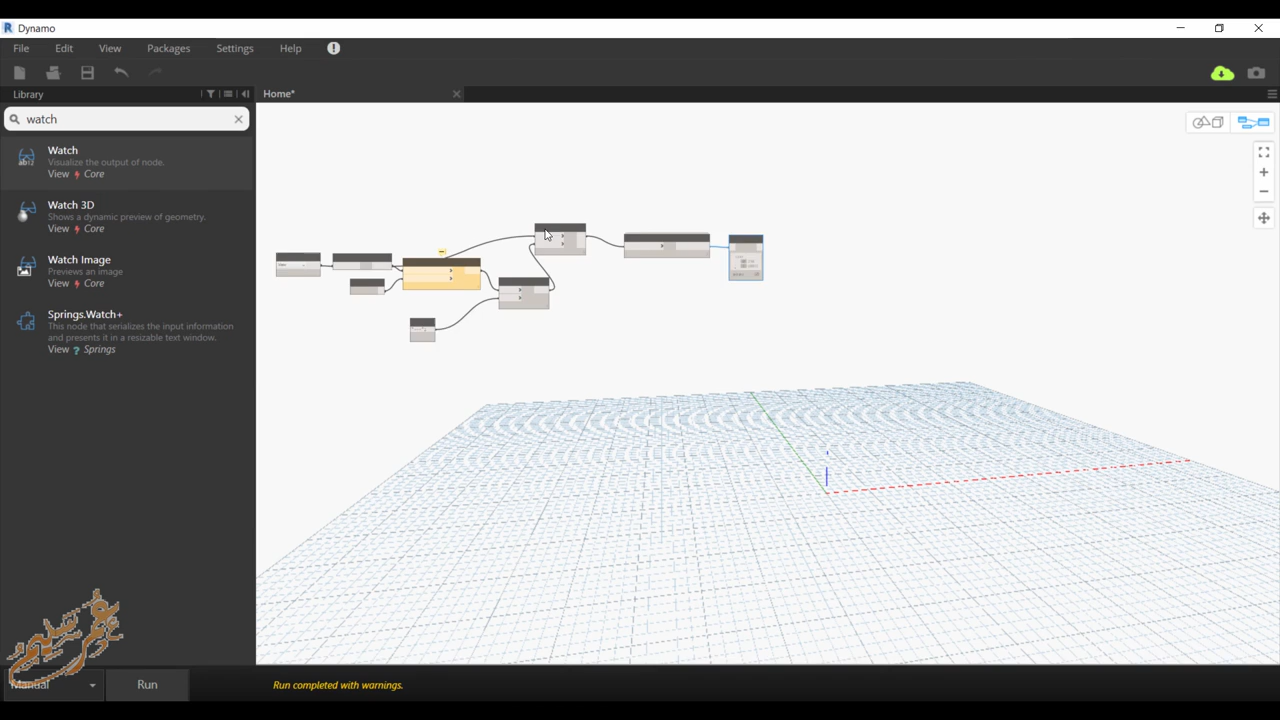 Dynamo
File Edit View Packages Settings Help
Library
Home*
watch
Watch
Visualize the output of node.
View Core
Watch 3D
Shows a dynamic preview of geometry.
View Core
Watch Image
Previews an image
View Core
Springs.Watch+
This node that serializes the input information
and presents it in a resizable text window.
View ? Springs
Manual
Run
Run completed with warnings.